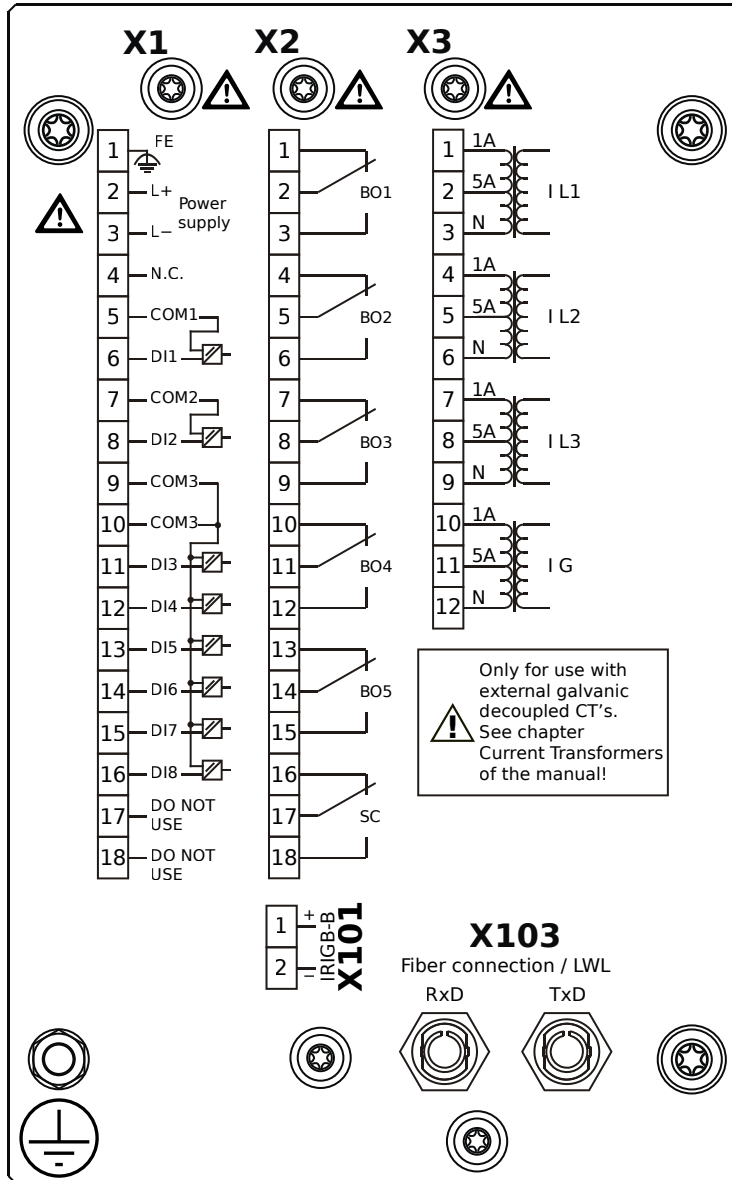 X1
X2
X3
1 FE
2 L+
Power
supply
3 L−
4 N.C.
5 COM1
6 DI1
7 COM2
8 DI2
9 COM3
10 COM3
11 DI3
12 DI4
13 DI5
14 DI6
15 DI7
16 DI8
17 DO NOT
USE
18 DO NOT
USE
1
2 BO1
3
4
5 BO2
6
7
8 BO3
9
10
11 BO4
12
13
14 BO5
15
16
17 SC
18
1 1A
2 5A I L1
3 N
4 1A
5 5A I L2
6 N
7 1A
8 5A I L3
9 N
10 1A
11 5A I G
12 N
!
!
!
!
!
Only for use with
external galvanic
decoupled CT's.
See chapter
Current Transformers
of the manual!
1 +
2 −
IRIGB-B
X101
X103
Fiber connection / LWL
RxD
TxD